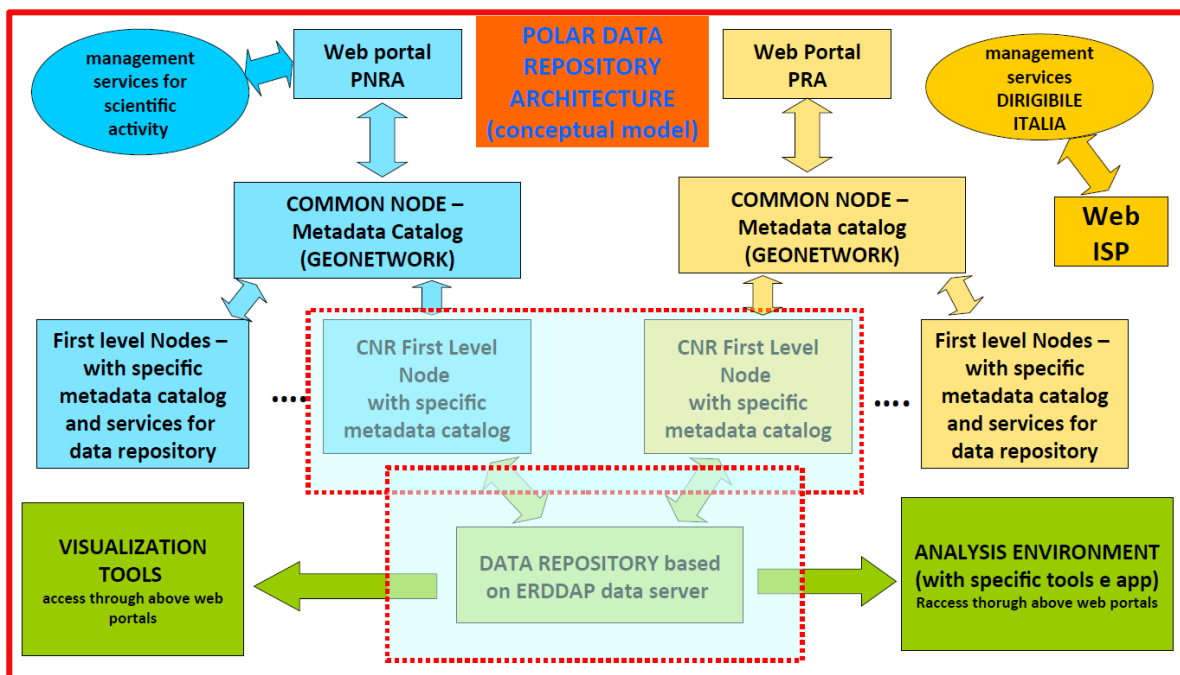 management
services for
scientific
activity
Web portal
PNRA
POLAR DATA
REPOSITORY
ARCHITECTURE
(conceptual model)
Web Portal
PRA
management
services
DIRIGIBILE
ITALIA
COMMON NODE –
Metadata Catalog
(GEONETWORK)
COMMON NODE –
Metadata catalog
(GEONETWORK)
Web
ISP
First level Nodes –
with specific
metadata catalog
and services for
data repository
....
CNR First Level
Node
with specific
metadata catalog
CNR First Level
Node
with specific
metadata catalog
....
First level Nodes –
with specific
metadata catalog
and services for
data repository
VISUALIZATION
TOOLS
access through above web
portals
DATA REPOSITORY based
on ERDDAP data server
ANALYSIS ENVIRONMENT
(with specific tools e app)
Raccess thorugh above web portals